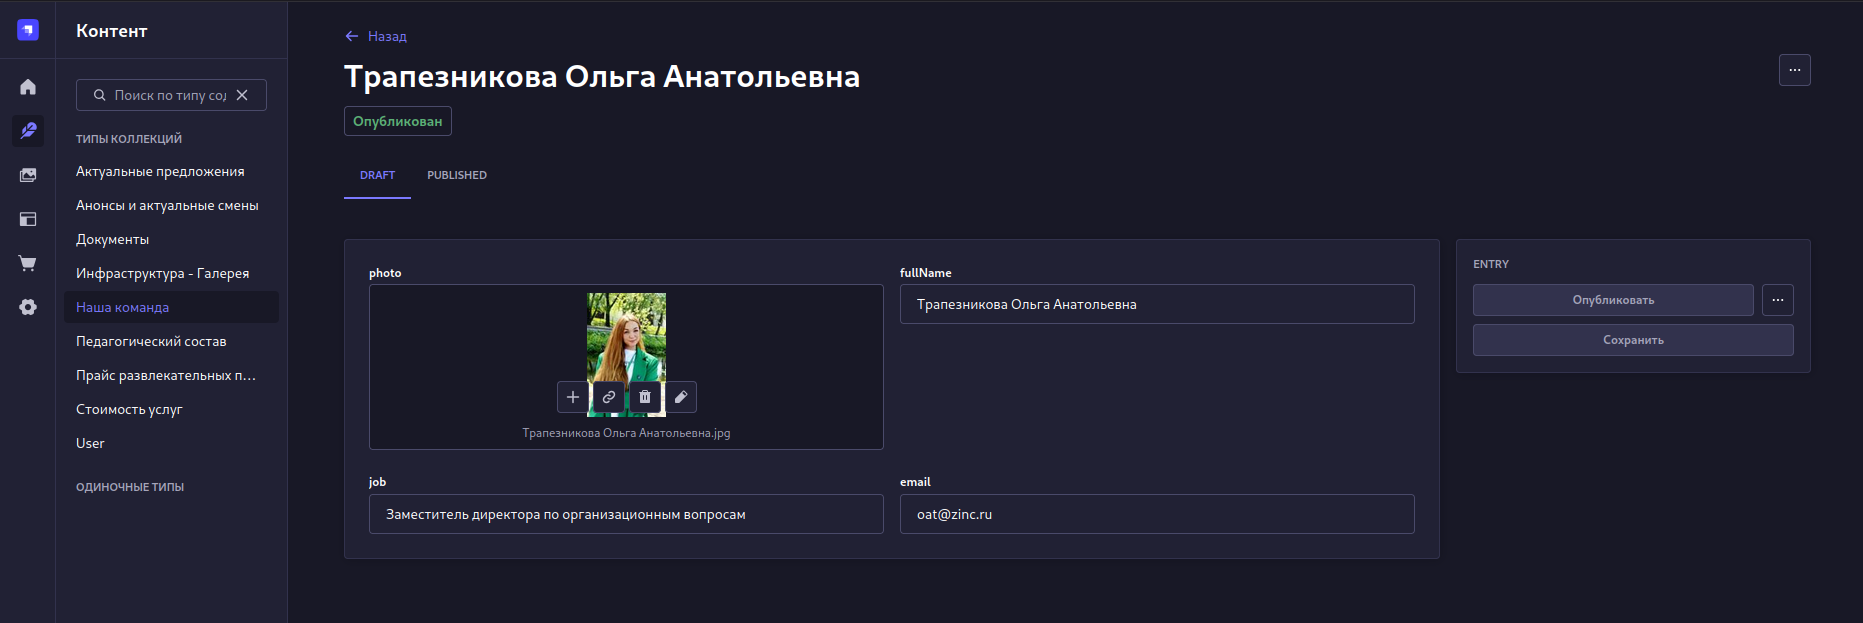 Контент
Поиск по типу сод
ТИПЫ КОЛЛЕКЦИЙ
Актуальные предложения
Анонсы и актуальные смены
Документы
Инфраструктура - Галерея
Наша команда
Педагогический состав
Прайс развлекательных п...
Стоимость услуг
User
ОДИНОЧНЫЕ ТИПЫ
Назад
Трапезникова Ольга Анатольевна
Опубликован
DRAFT PUBLISHED
photo
Трапезникова Ольга Анатольевна.jpg
fullName
Трапезникова Ольга Анатольевна
job
Заместитель директора по организационным вопросам
email
oat@zinc.ru
ENTRY
Опубликовать
Сохранить